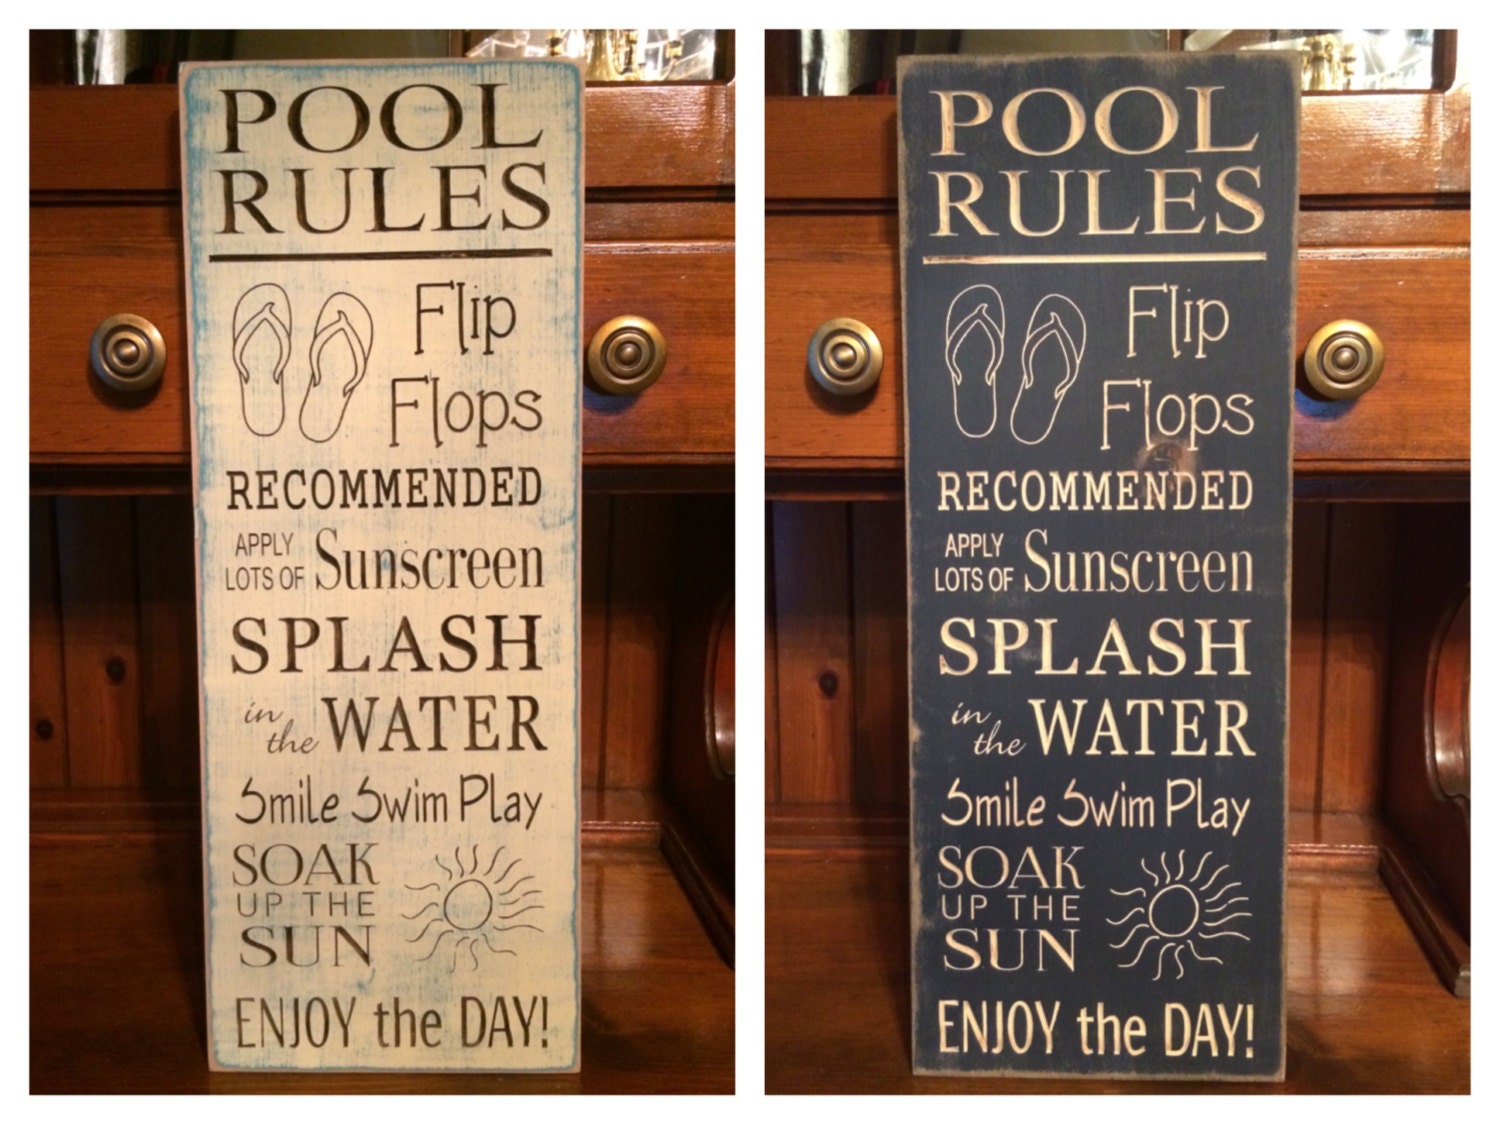 POOL
RULES
Flip
Flops
RECOMMENDED
APPLY
LOTS OF Sunscreen
SPLASH
in the WATER
Smile Swim Play
SOAK
UP THE
SUN
ENJOY the DAY!
POOL
RULES
Flip
Flops
RECOMMENDED
APPLY
LOTS OF Sunscreen
SPLASH
in the WATER
Smile Swim Play
SOAK
UP THE
SUN
ENJOY the DAY!